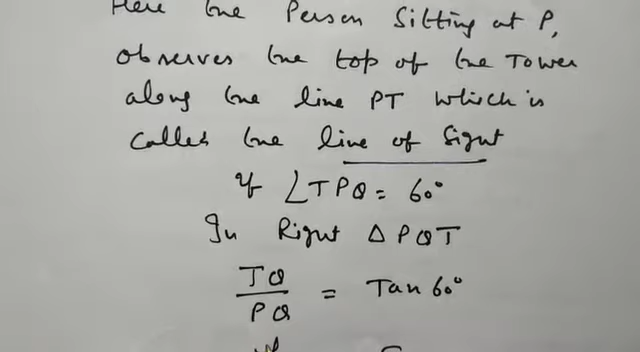 Here the Person Sitting at P,
observes the top of the Tower
along the line PT which is
called the line of Sight
If ∠TPQ = 60°
In Right Δ PQT
TQ/PQ = Tan 60°